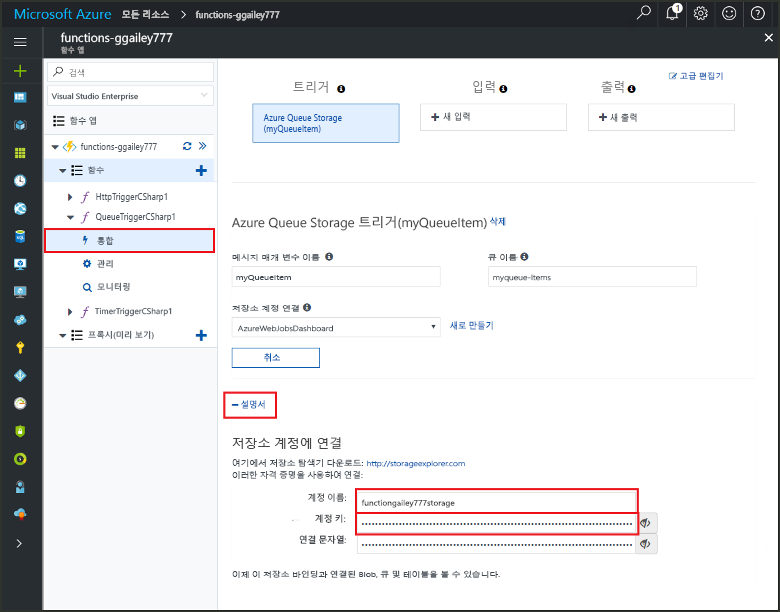 Microsoft Azure 모든 리소스 > functions-ggailey777
1
functions-ggailey777
함수 앱
검색
Visual Studio Enterprise
함수 앱
functions-ggailey777
함수
HttpTriggerCSharp1
QueueTriggerCSharp1
통합
관리
모니터링
TimerTriggerCSharp1
프록시(미리 보기)
고급 편집기
트리거
입력
출력
Azure Queue Storage
(myQueueItem)
새 입력
새 출력
Azure Queue Storage 트리거(myQueueItem) 삭제
메시지 매개 변수 이름
큐 이름
myQueueItem
myqueue-Items
저장소 계정 연결
AzureWebJobsDashboard
새로 만들기
취소
설명서
저장소 계정에 연결
여기에서 저장소 탐색기 다운로드: http://storageexplorer.com
이러한 자격 증명을 사용하여 연결:
계정 이름:
functiongailey777storage
계정 키:
연결 문자열:
이제 이 저장소 바인딩과 연결된 Blob, 큐 및 테이블을 볼 수 있습니다.